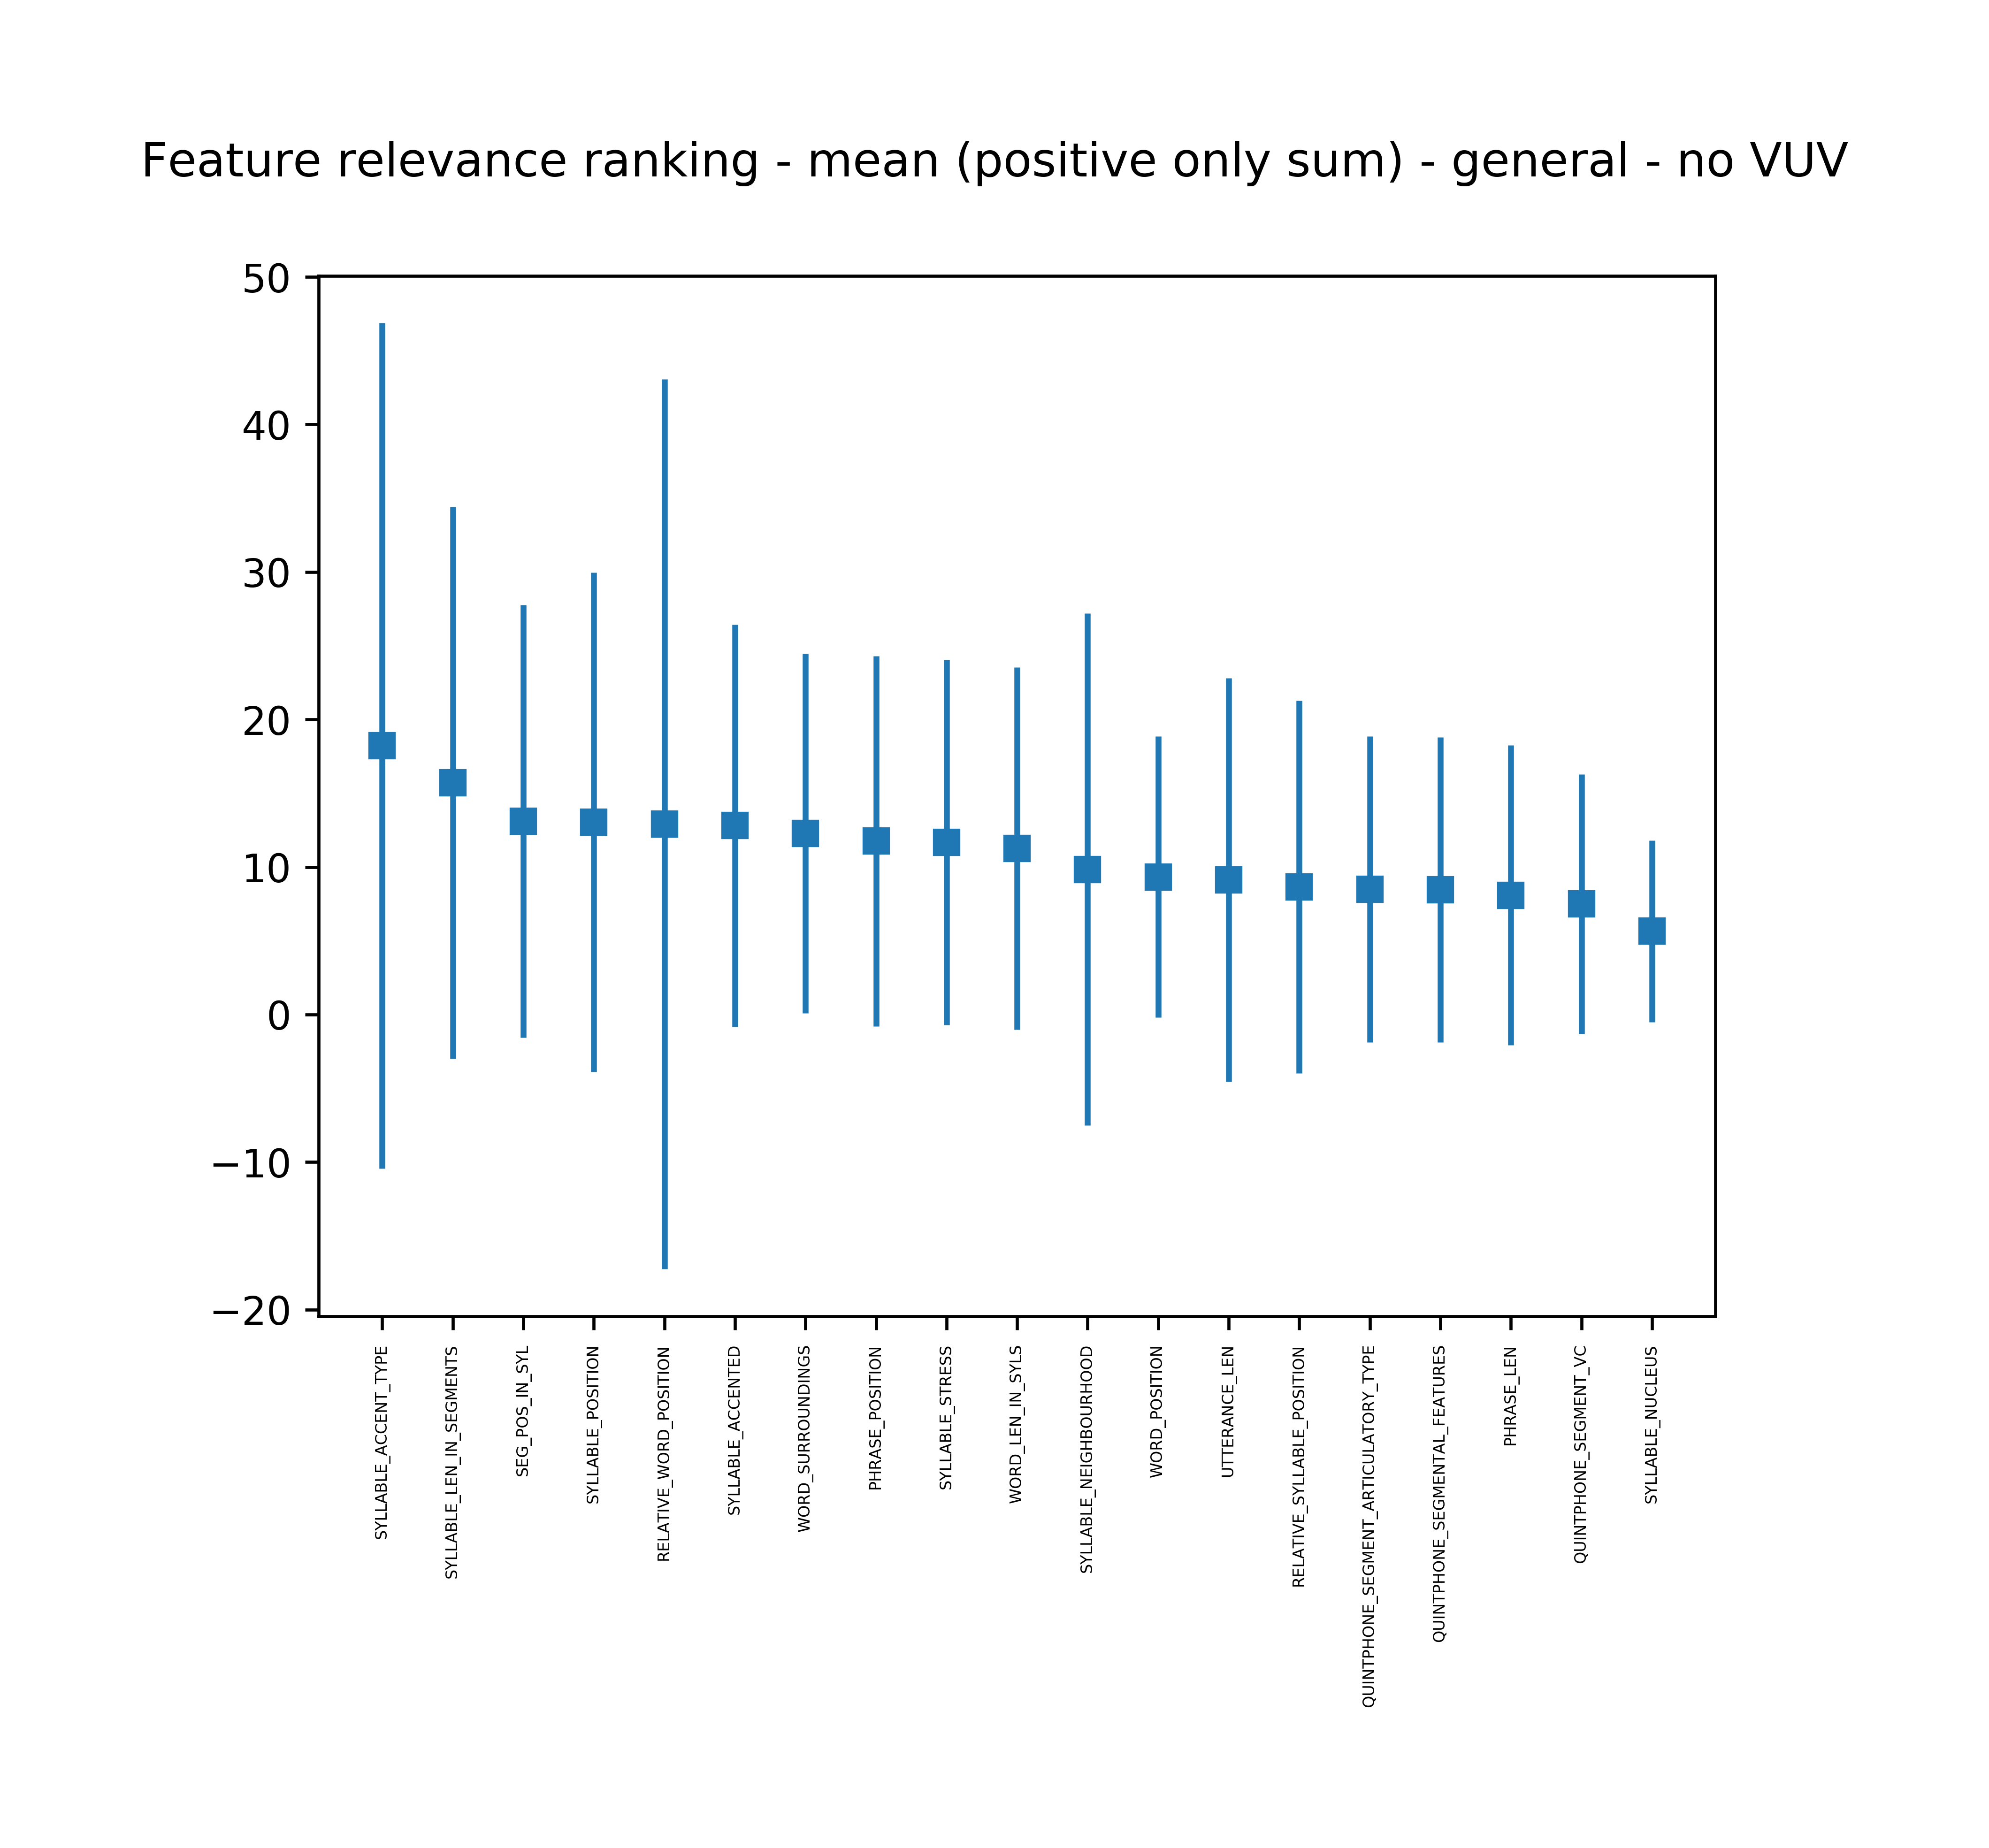 Feature relevance ranking - mean (positive only sum) - general - no VUV
50
40
30
20
10
0
−10
−20
SYLLABLE_ACCENT_TYPE
SYLLABLE_LEN_IN_SEGMENTS
SEG_POS_IN_SYL
SYLLABLE_POSITION
RELATIVE_WORD_POSITION
SYLLABLE_ACCENTED
WORD_SURROUNDINGS
PHRASE_POSITION
SYLLABLE_STRESS
WORD_LEN_IN_SYLS
SYLLABLE_NEIGHBOURHOOD
WORD_POSITION
UTTERANCE_LEN
RELATIVE_SYLLABLE_POSITION
QUINTPHONE_SEGMENT_ARTICULATORY_TYPE
QUINTPHONE_SEGMENTAL_FEATURES
PHRASE_LEN
QUINTPHONE_SEGMENT_VC
SYLLABLE_NUCLEUS